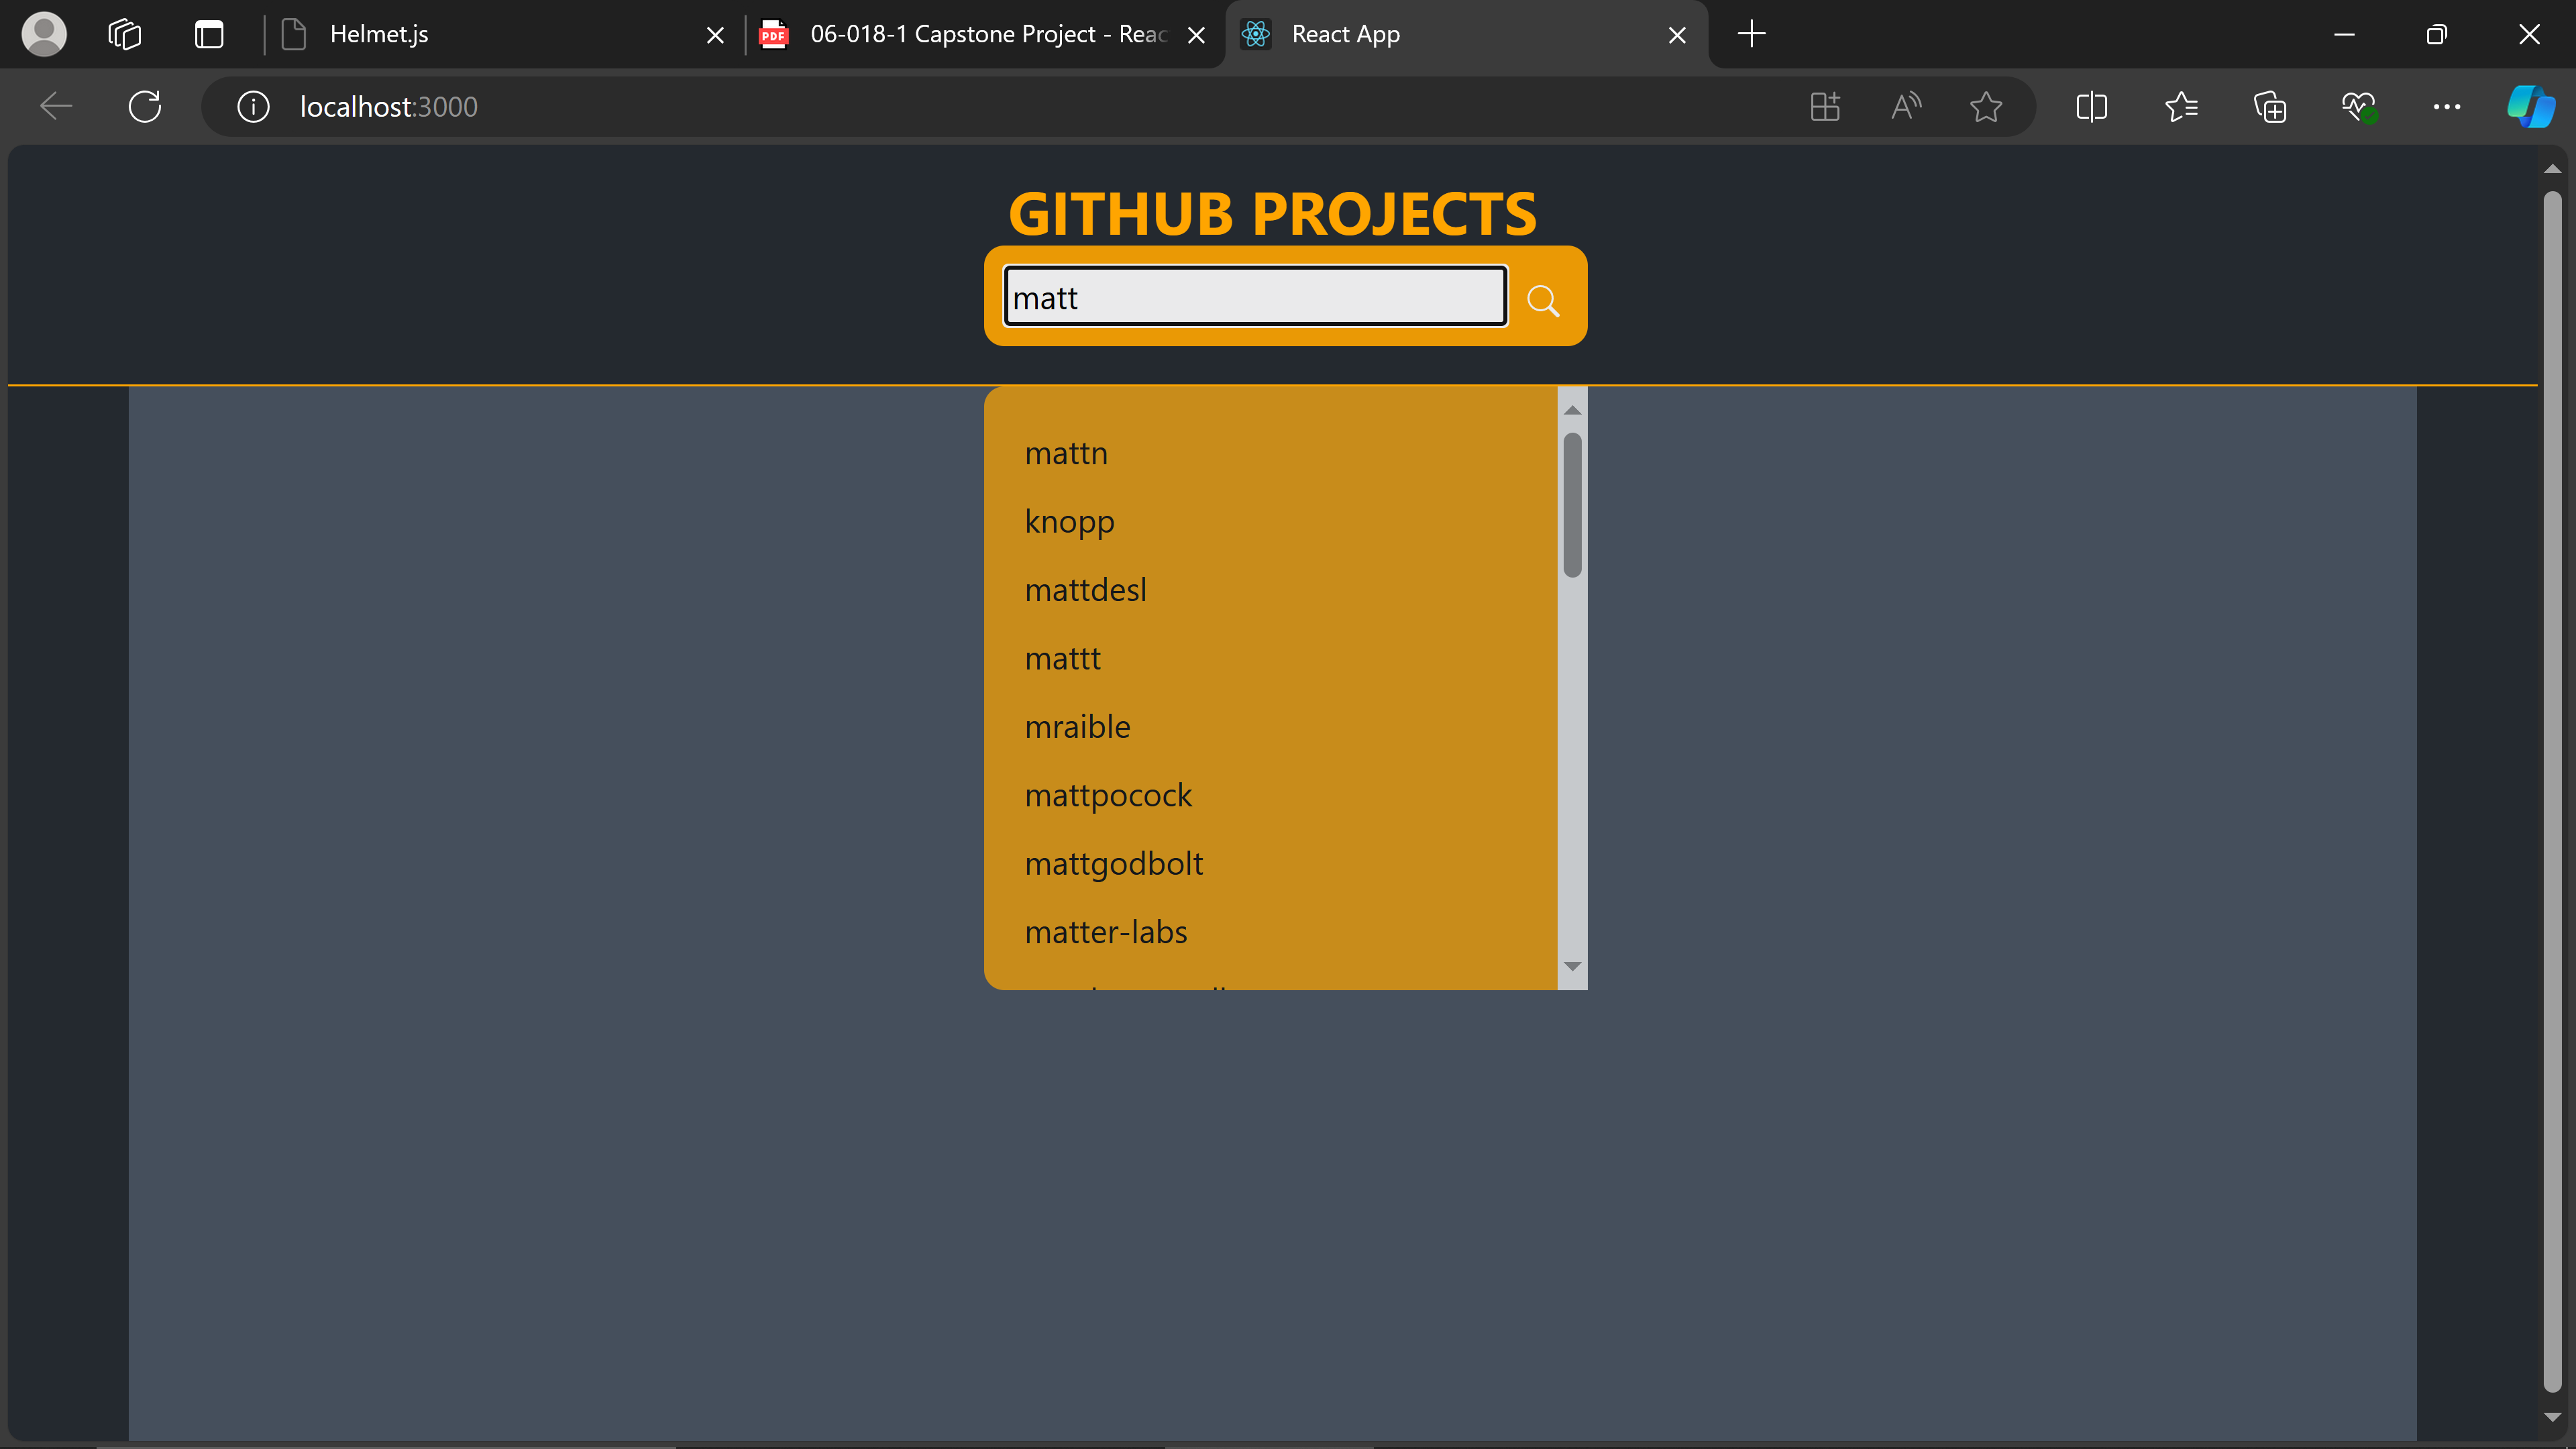 Helmet.js
PDF
06-018-1 Capstone Project - Reac
React App
localhost:3000
GITHUB PROJECTS
matt
mattn
knopp
mattdesl
mattt
mraible
mattpocock
mattgodbolt
matter-labs